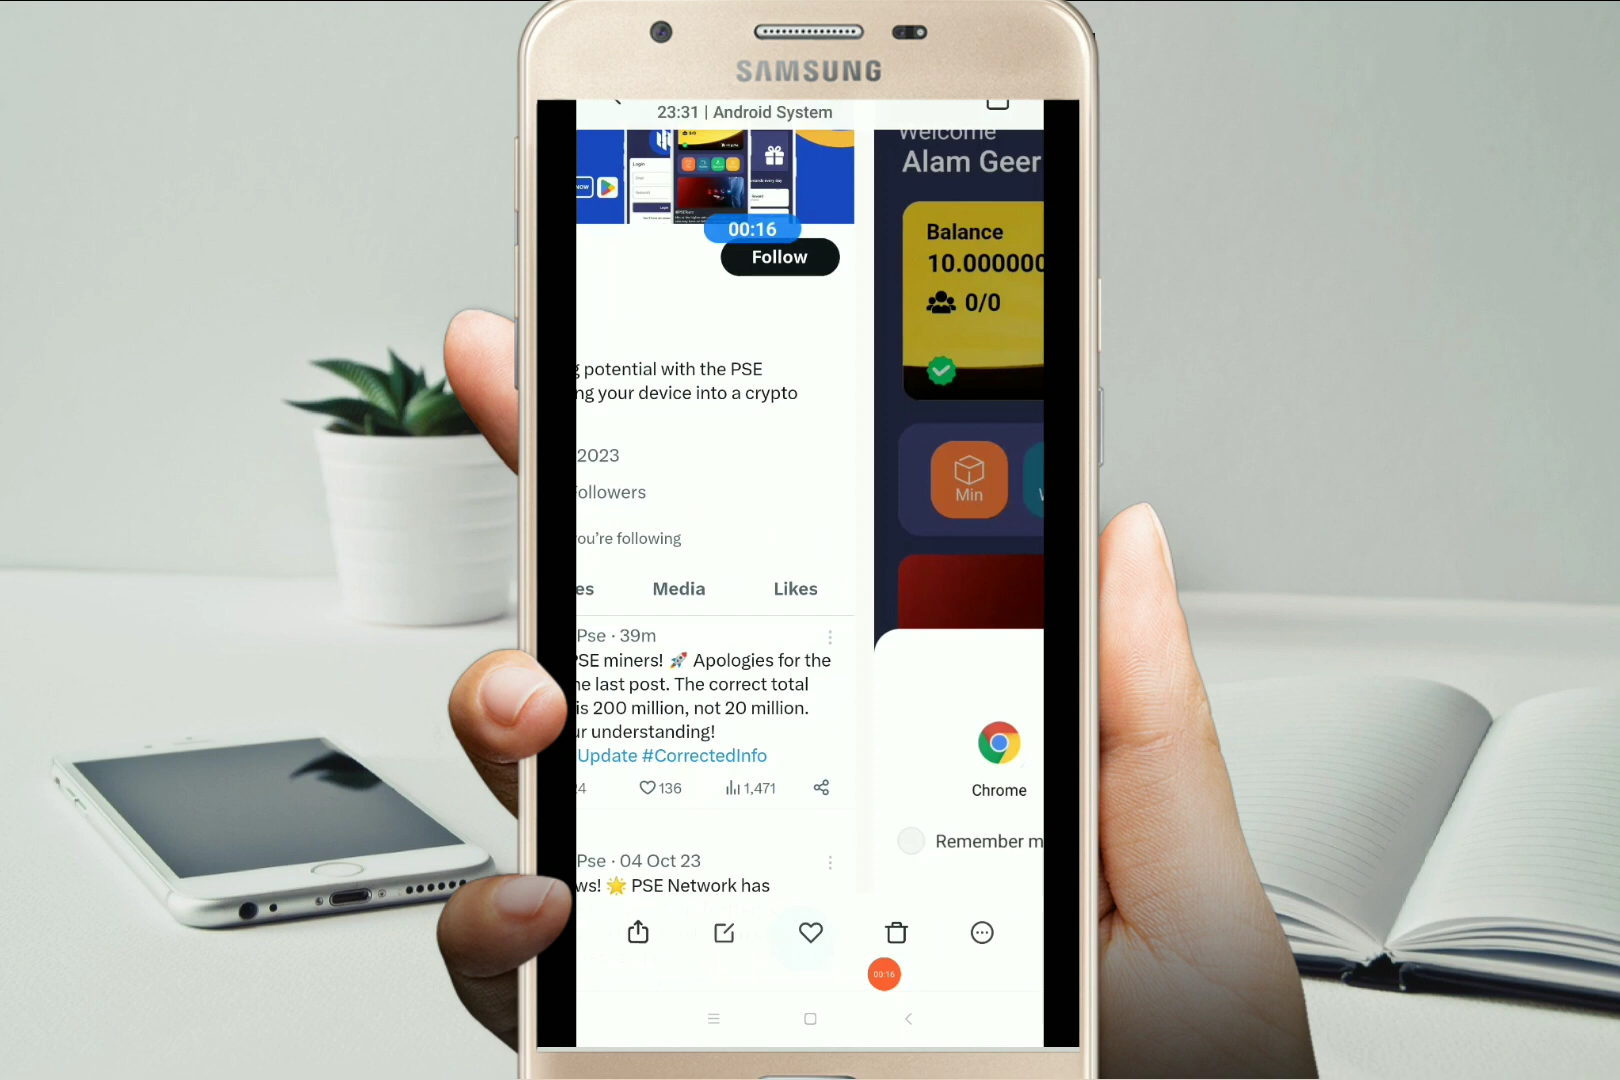 SAMSUNG
23:31 | Android System
Login
NOW
00:16
Follow
g potential with the PSE
ng your device into a crypto
2023
ollowers
ou're following
es
Media
Likes
Pse · 39m
SE miners! 🚀 Apologies for the
e last post. The correct total
is 200 million, not 20 million.
ur understanding!
Update #CorrectedInfo
4
136
1,471
Pse · 04 Oct 23
ws! 🌟 PSE Network has
Welcome
Alam Geer
Balance
10.000000
0/0
Min
Chrome
Remember m
00:16